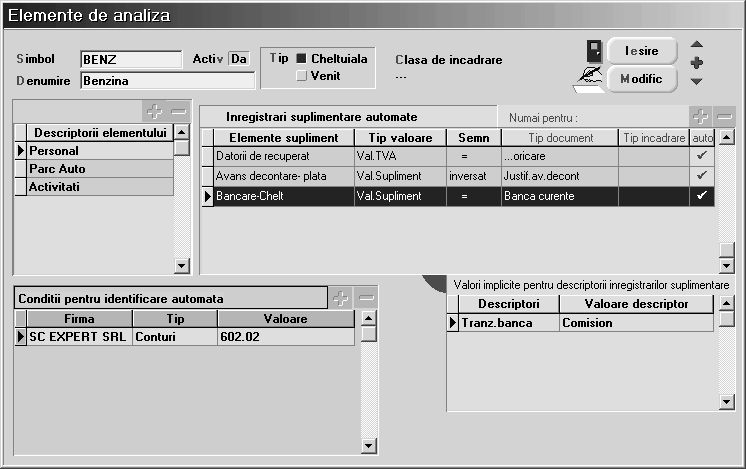 Elemente de analiza
Simbol BENZ Activ Da
Denumire Benzina
Tip Cheltuiala
Venit
Clasa de incadrare
---
Iesire
Modific
Descriptorii elementului
Personal
Parc Auto
Activitati
Inregistrari suplimentare automate Numai pentru :
Elemente supliment Tip valoare Semn Tip document Tip incadrare auto
Datorii de recuperat Val.TVA = ...oricare
Avans decontare- plata Val.Supliment inversat Justif.av.decont
Bancare-Chelt Val.Supliment = Banca curente
Conditii pentru identificare automata
Firma Tip Valoare
SC EXPERT SRL Conturi 602.02
Valori implicite pentru descriptorii inregistrarilor suplimentare
Descriptori Valoare descriptor
Tranz.banca Comision